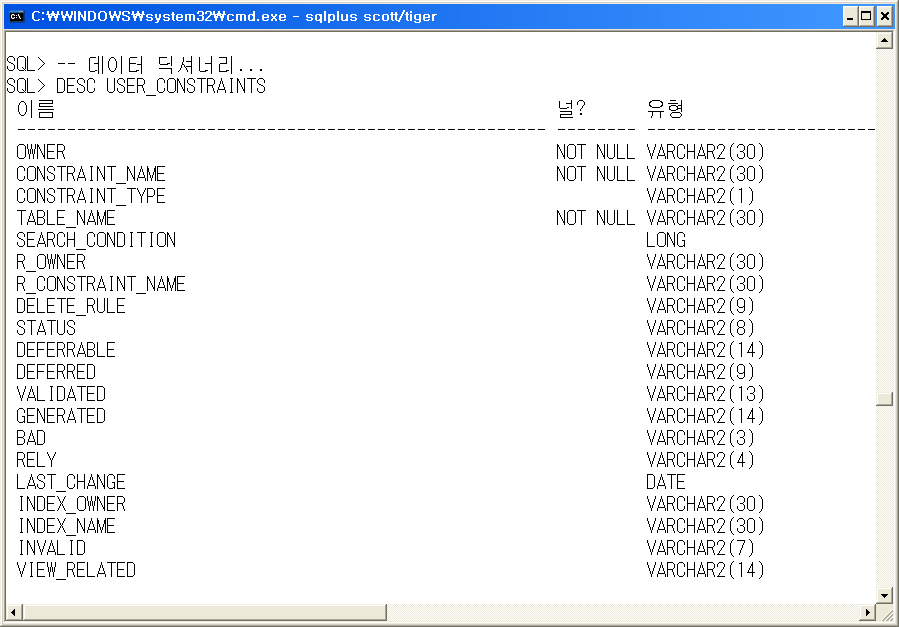 C:₩WINDOWS₩system32₩cmd.exe - sqlplus scott/tiger
SQL> -- 데이터 딕셔너리...
SQL> DESC USER_CONSTRAINTS
이름 널? 유형
----------------------------------------------------- -------- -----------------------
OWNER NOT NULL VARCHAR2(30)
CONSTRAINT_NAME NOT NULL VARCHAR2(30)
CONSTRAINT_TYPE VARCHAR2(1)
TABLE_NAME NOT NULL VARCHAR2(30)
SEARCH_CONDITION LONG
R_OWNER VARCHAR2(30)
R_CONSTRAINT_NAME VARCHAR2(30)
DELETE_RULE VARCHAR2(9)
STATUS VARCHAR2(8)
DEFERRABLE VARCHAR2(14)
DEFERRED VARCHAR2(9)
VALIDATED VARCHAR2(13)
GENERATED VARCHAR2(14)
BAD VARCHAR2(3)
RELY VARCHAR2(4)
LAST_CHANGE DATE
INDEX_OWNER VARCHAR2(30)
INDEX_NAME VARCHAR2(30)
INVALID VARCHAR2(7)
VIEW_RELATED VARCHAR2(14)